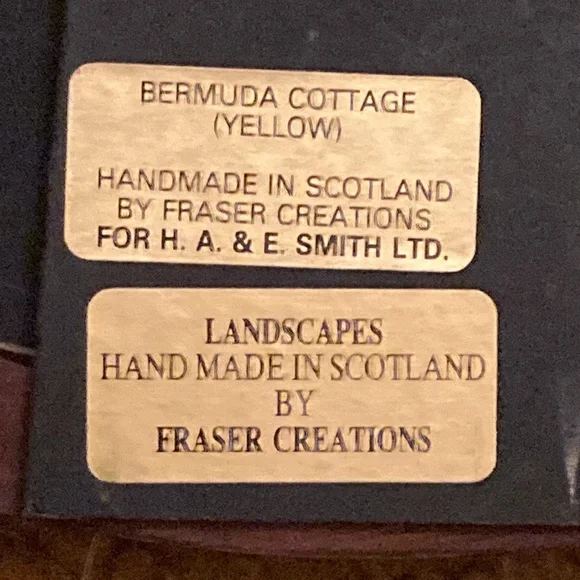 BERMUDA COTTAGE
(YELLOW)
HANDMADE IN SCOTLAND
BY FRASER CREATIONS
FOR H. A. & E. SMITH LTD.
LANDSCAPES
HAND MADE IN SCOTLAND
BY
FRASER CREATIONS